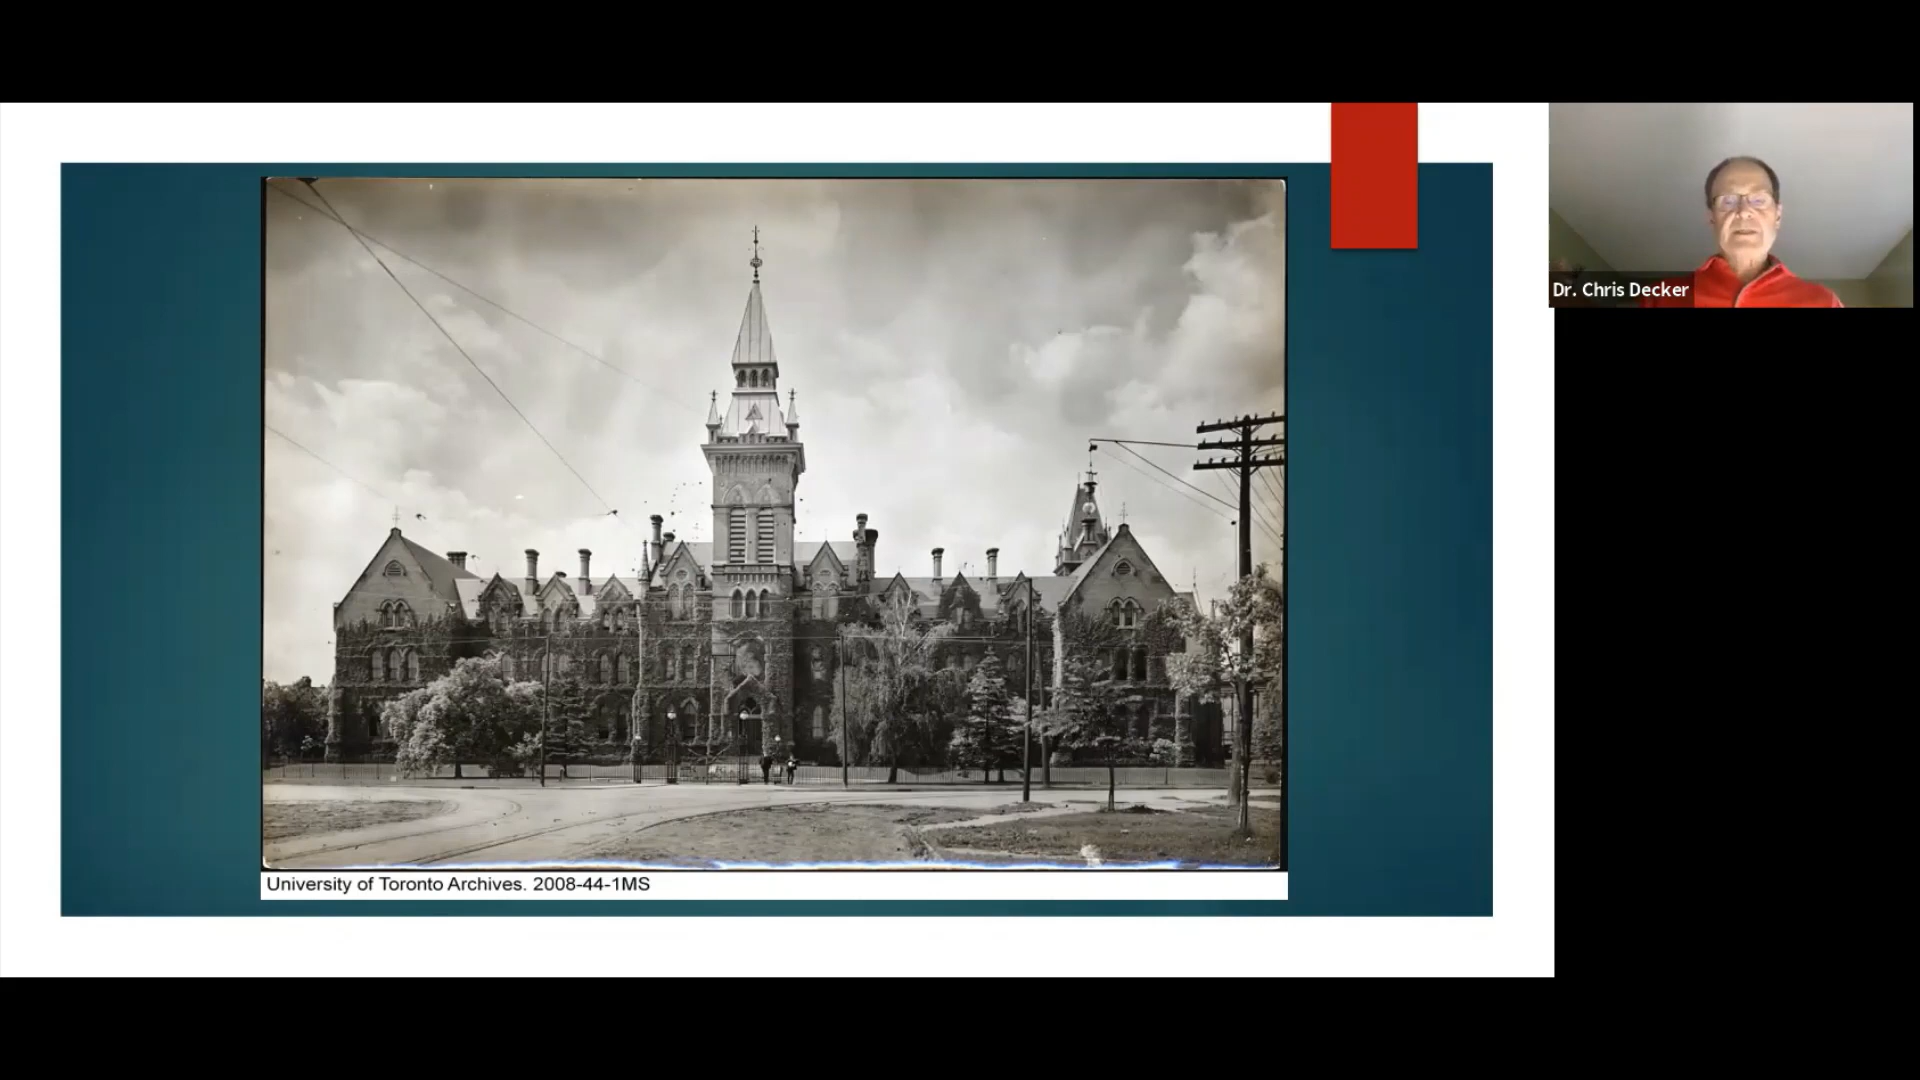 Dr. Chris Decker
University of Toronto Archives. 2008-44-1MS